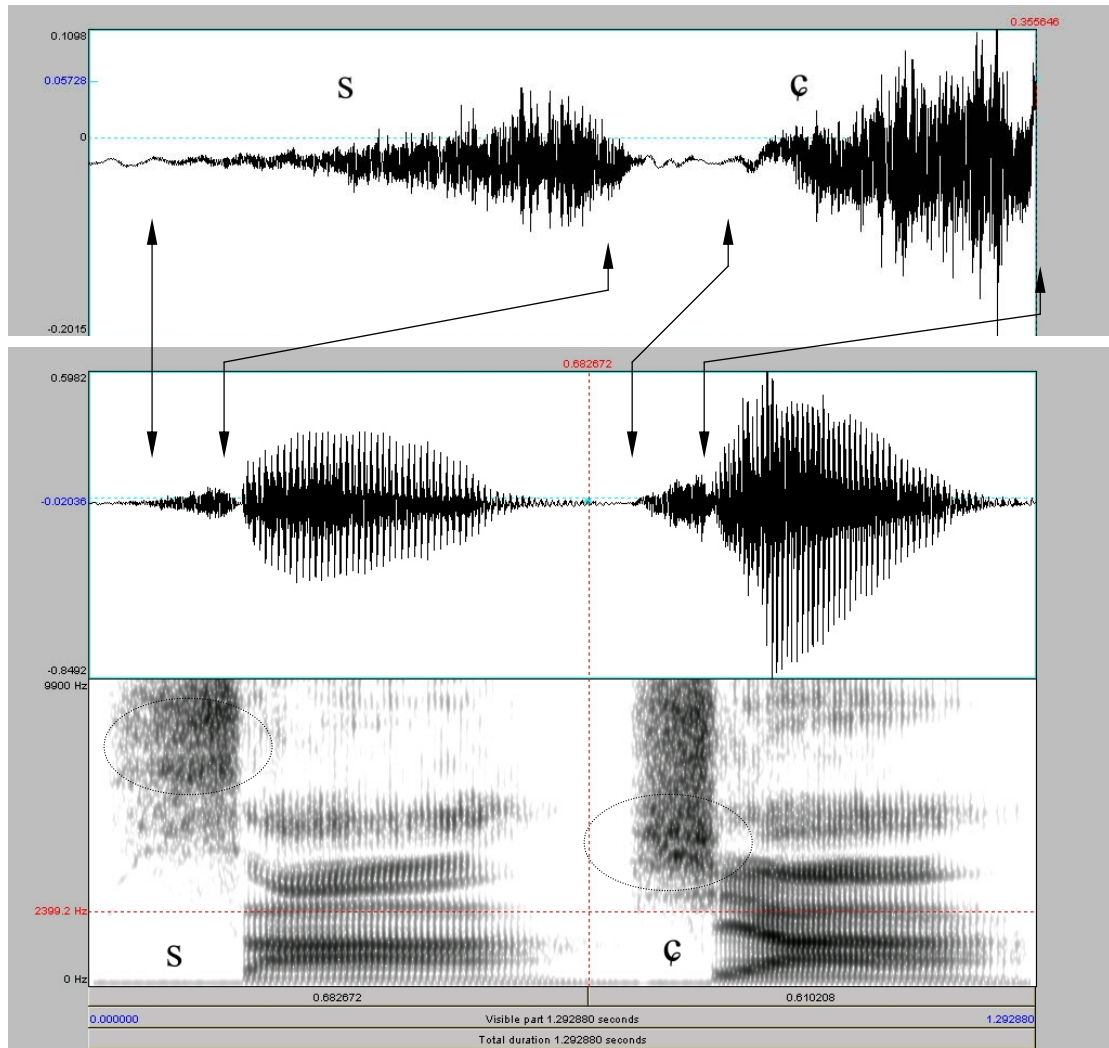 0.355646
0.1098
0.05728
s ɕ
0
-0.2015
0.682672
0.5982
-0.02036
-0.8492
9900 Hz
2399.2 Hz
s ɕ
0 Hz
0.682672 0.610208
0.000000 Visible part 1.292880 seconds 1.292880
Total duration 1.292880 seconds